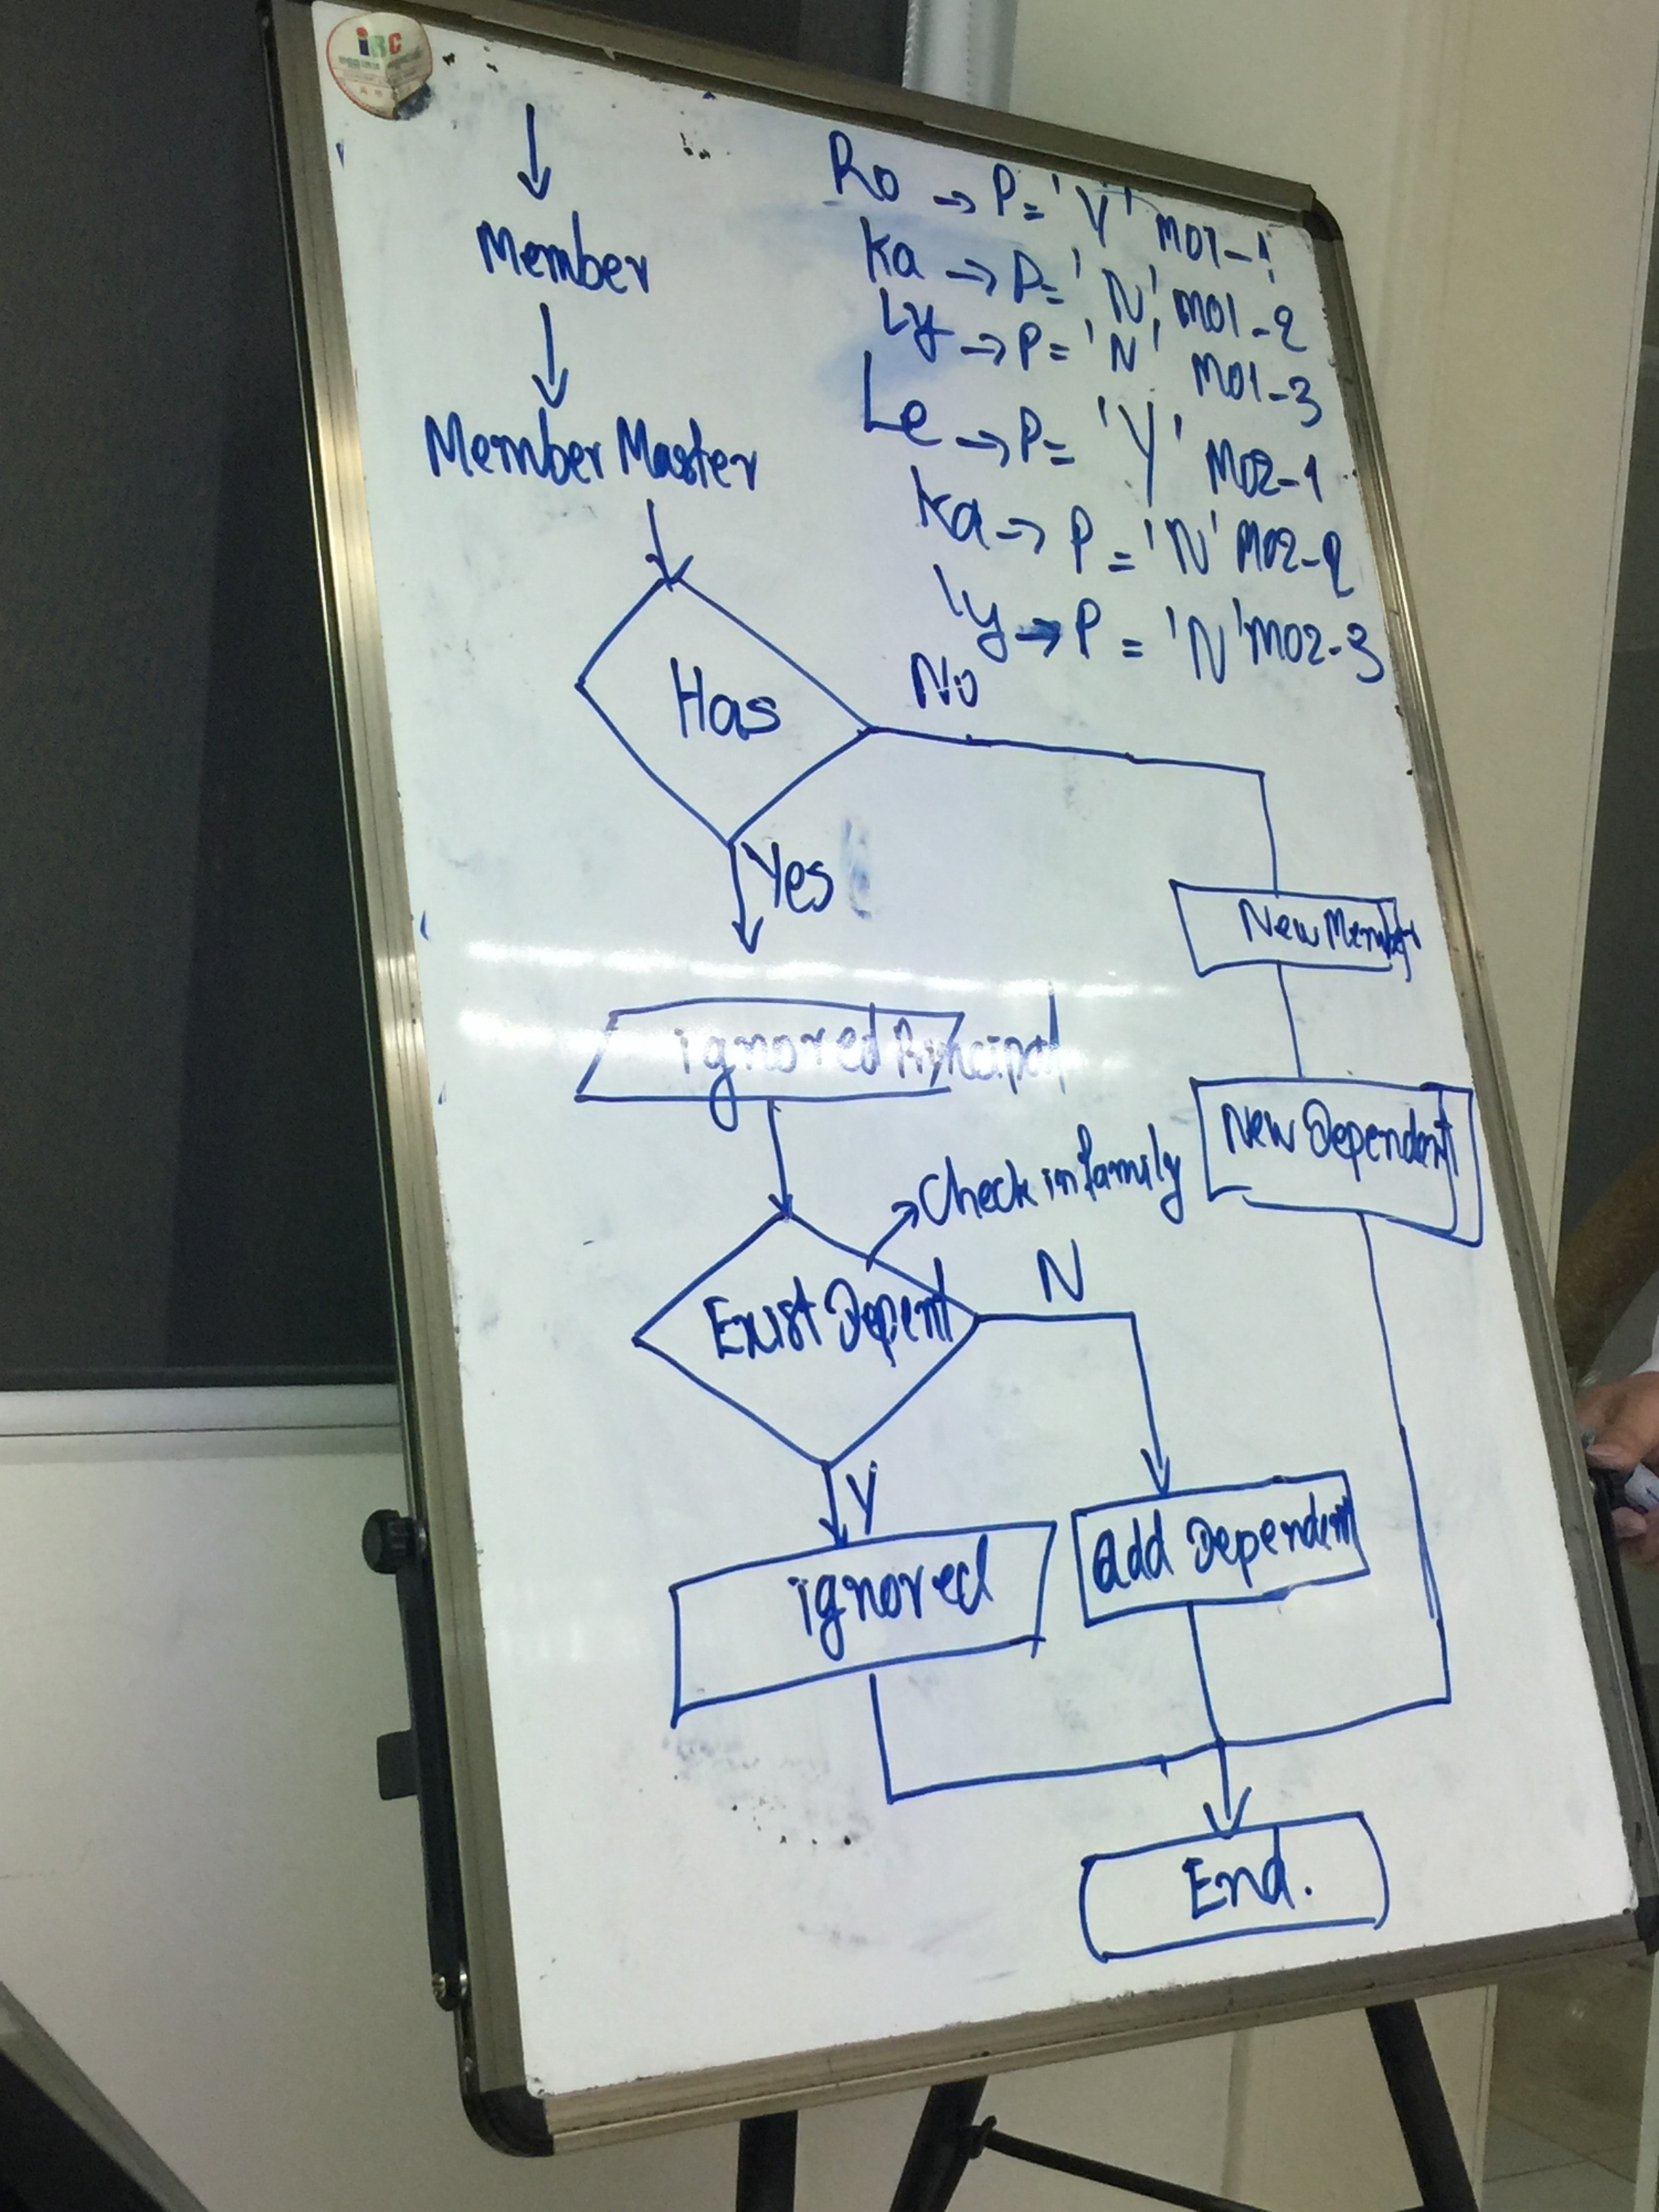 iRC
Member
Member Master
Ro → P= 'Y' M01-1
Ka → P= 'N' M01-2
Ly → P= 'N' M01-3
Le → P= 'Y' M02-1
Ka → P = 'N' M02-2
ly → P = 'N' M02-3
Has
No
Yes
New Member
ignored Principal
New Dependent
Check in family
Exist Depent
N
Y
ignored
add Dependent
End.